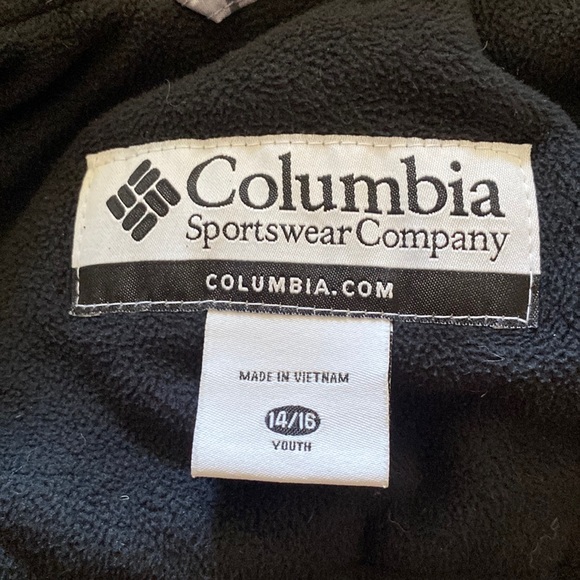 Columbia
Sportswear Company
COLUMBIA.COM
MADE IN VIETNAM
14/16
YOUTH